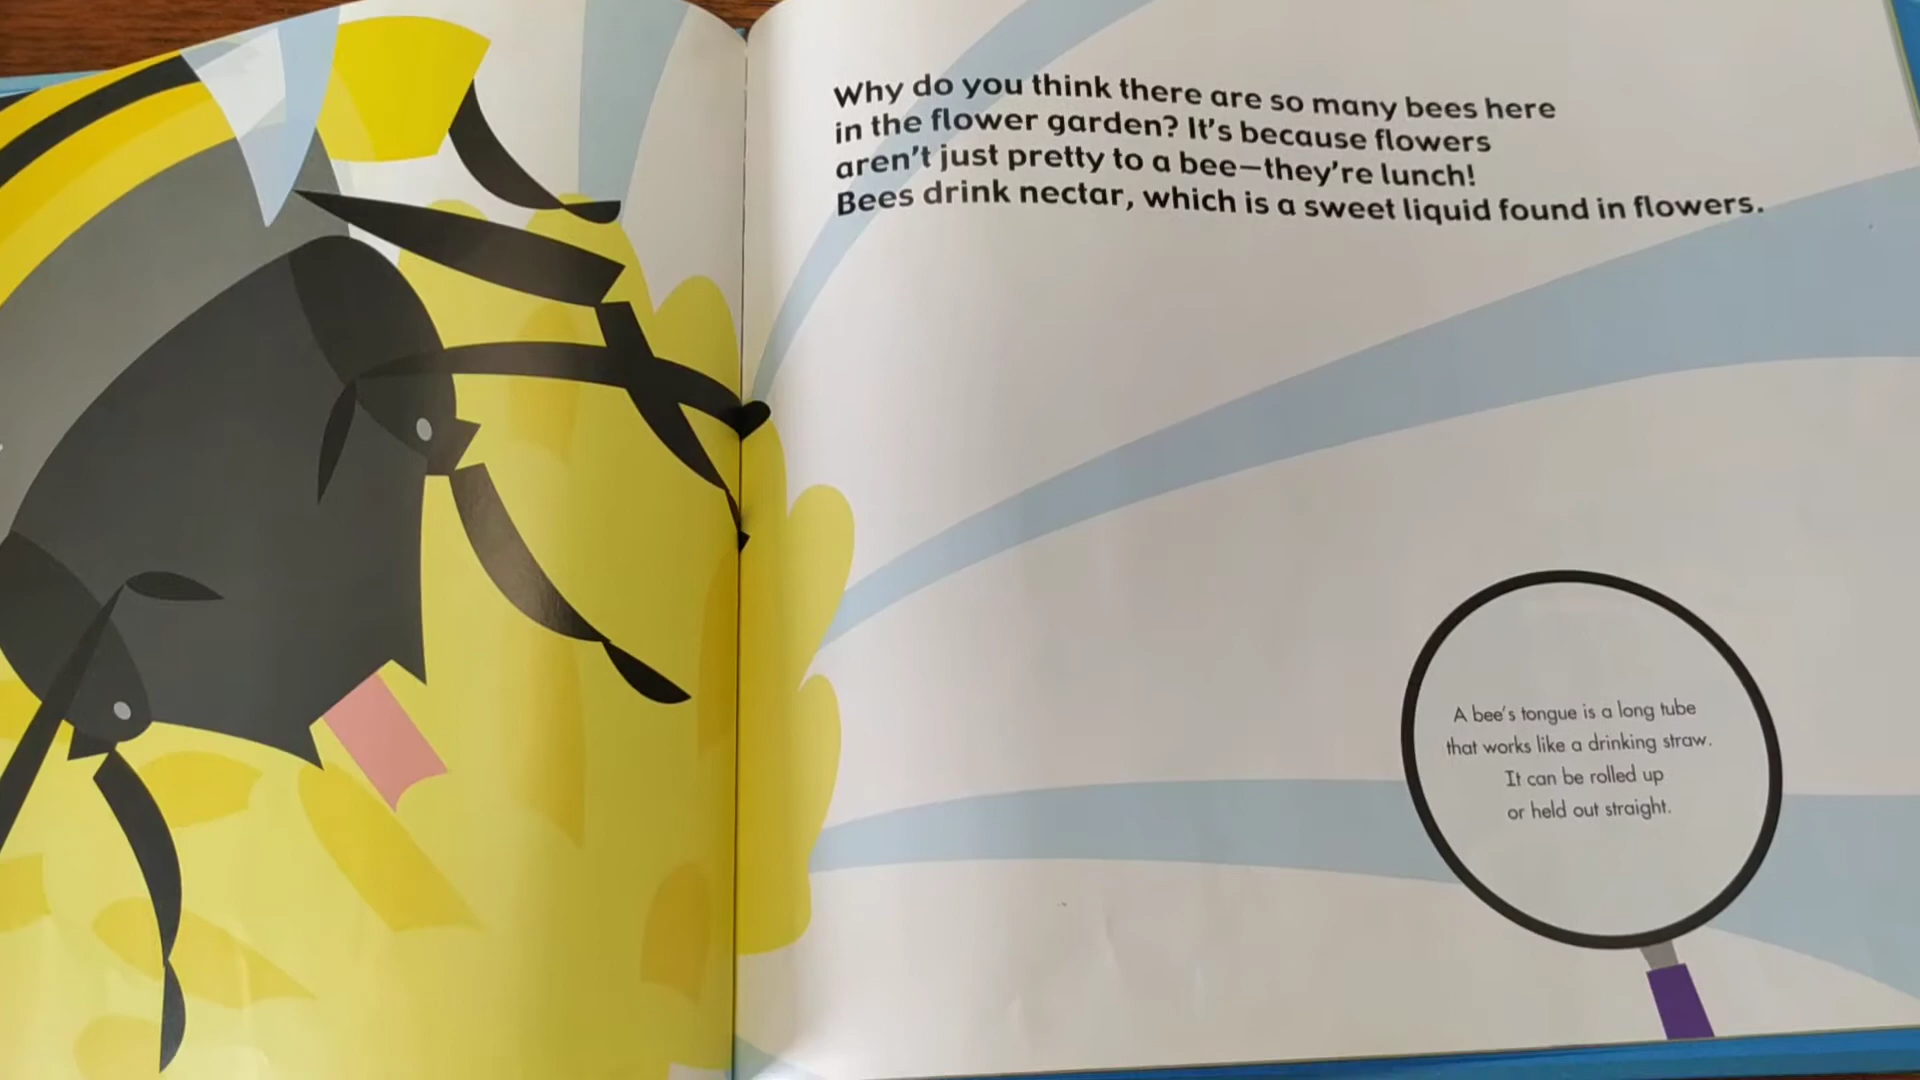 Why do you think there are so many bees here
in the flower garden? It's because flowers
aren't just pretty to a bee—they're lunch!
Bees drink nectar, which is a sweet liquid found in flowers.
A bee's tongue is a long tube
that works like a drinking straw.
It can be rolled up
or held out straight.